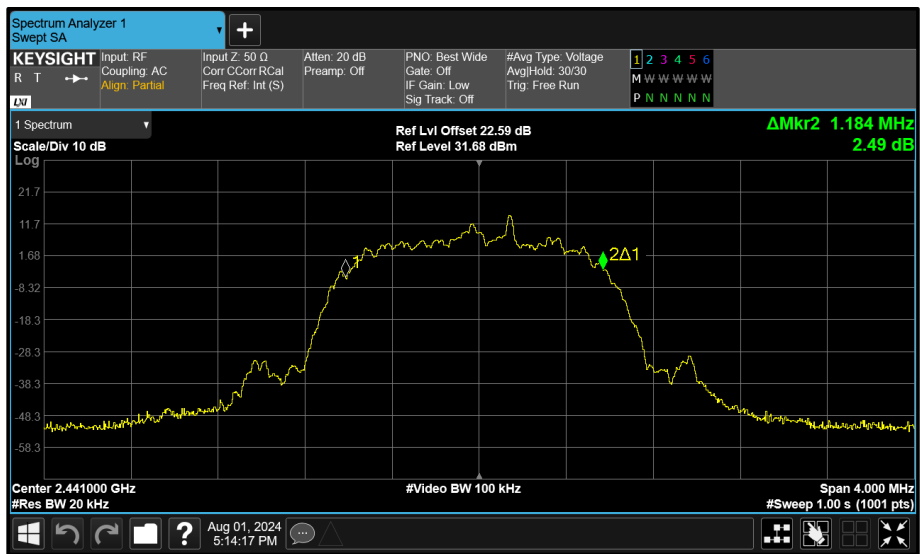 Spectrum Analyzer 1
Swept SA
KEYSIGHT
R T
LXI
Input: RF
Coupling: AC
Align: Partial
Input Z: 50 Ω
Corr CCorr RCal
Freq Ref: Int (S)
Atten: 20 dB
Preamp: Off
PNO: Best Wide
Gate: Off
IF Gain: Low
Sig Track: Off
#Avg Type: Voltage
Avg|Hold: 30/30
Trig: Free Run
1 2 3 4 5 6
M W W W W W
P N N N N N
1 Spectrum
Scale/Div 10 dB
Ref Lvl Offset 22.59 dB
Ref Level 31.68 dBm
ΔMkr2 1.184 MHz
2.49 dB
Log
21.7
11.7
1.68
-8.32
-18.3
-28.3
-38.3
-48.3
-58.3
1
2Δ1
Center 2.441000 GHz
#Video BW 100 kHz
Span 4.000 MHz
#Res BW 20 kHz
#Sweep 1.00 s (1001 pts)
?
Aug 01, 2024
5:14:17 PM